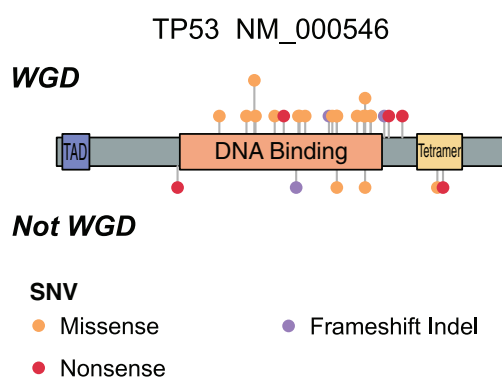 TP53 NM_000546
WGD
TAD
DNA Binding
Tetramer
Not WGD
SNV
Missense
Frameshift Indel
Nonsense